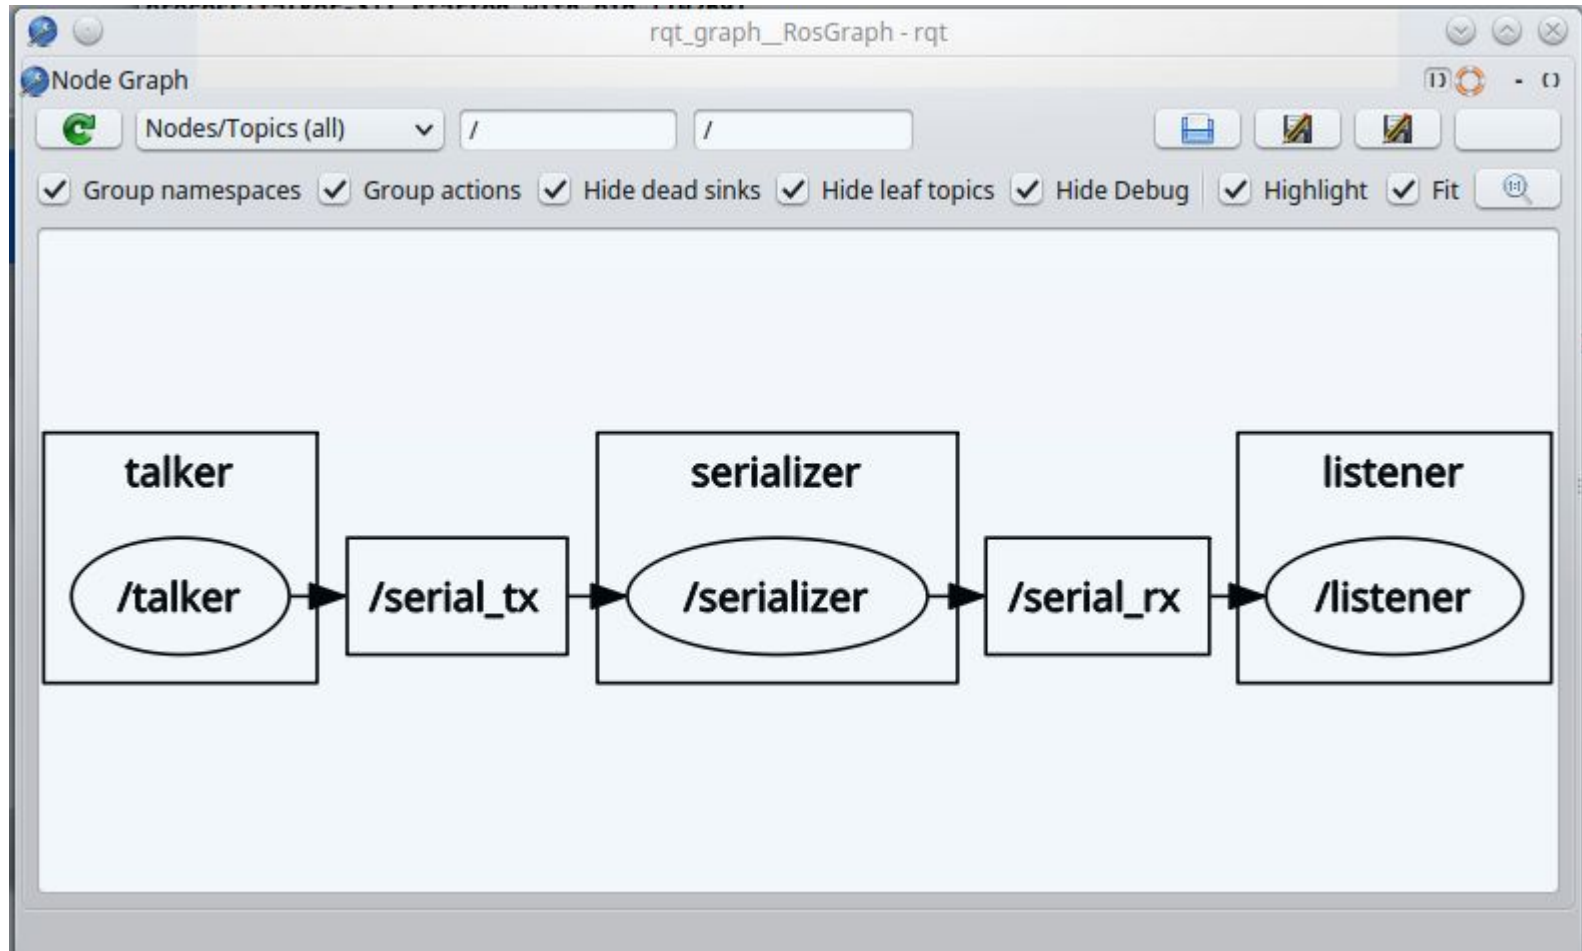 rqt_graph__RosGraph - rqt
Node Graph
Nodes/Topics (all) / /
Group namespaces Group actions Hide dead sinks Hide leaf topics Hide Debug Highlight Fit
talker serializer listener
/talker /serial_tx /serializer /serial_rx /listener